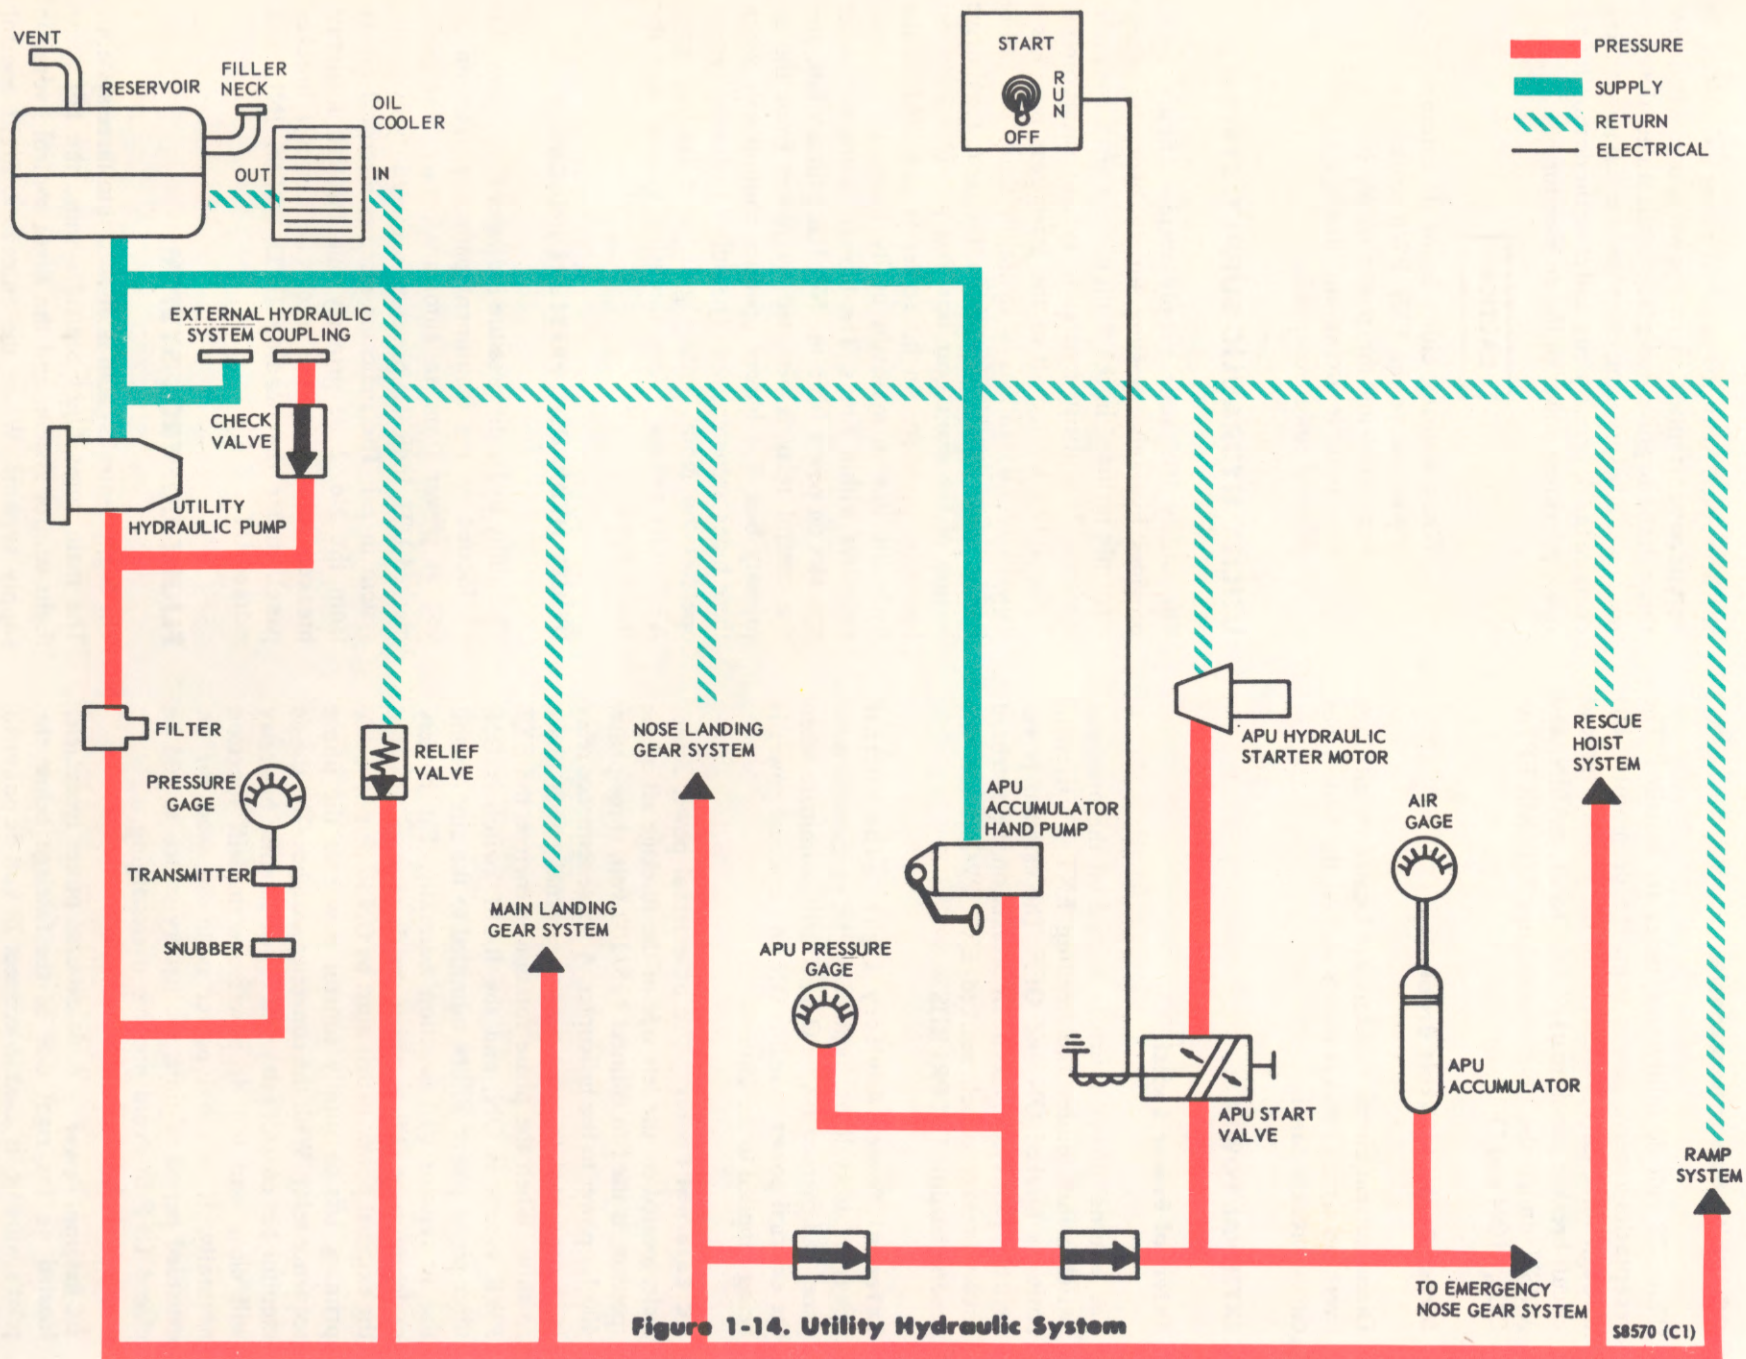 VENT
RESERVOIR
FILLER
NECK
OIL
COOLER
OUT
IN
START
RUN
OFF
PRESSURE
SUPPLY
RETURN
ELECTRICAL
EXTERNAL HYDRAULIC
SYSTEM COUPLING
CHECK
VALVE
UTILITY
HYDRAULIC PUMP
FILTER
PRESSURE
GAGE
TRANSMITTER
SNUBBER
RELIEF
VALVE
MAIN LANDING
GEAR SYSTEM
NOSE LANDING
GEAR SYSTEM
APU
ACCUMULATOR
HAND PUMP
APU PRESSURE
GAGE
APU HYDRAULIC
STARTER MOTOR
APU START
VALVE
AIR
GAGE
APU
ACCUMULATOR
RESCUE
HOIST
SYSTEM
RAMP
SYSTEM
TO EMERGENCY
NOSE GEAR SYSTEM
S8570 (C1)
Figure 1-14. Utility Hydraulic System